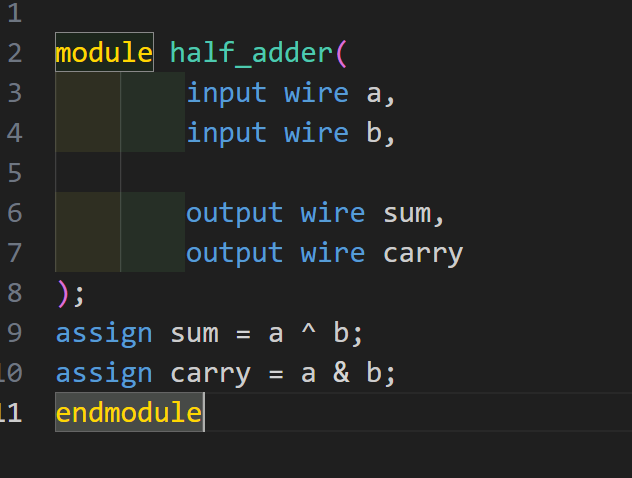 1
2 module half_adder(
3 input wire a,
4 input wire b,
5
6 output wire sum,
7 output wire carry
8 );
9 assign sum = a ^ b;
10 assign carry = a & b;
11 endmodule